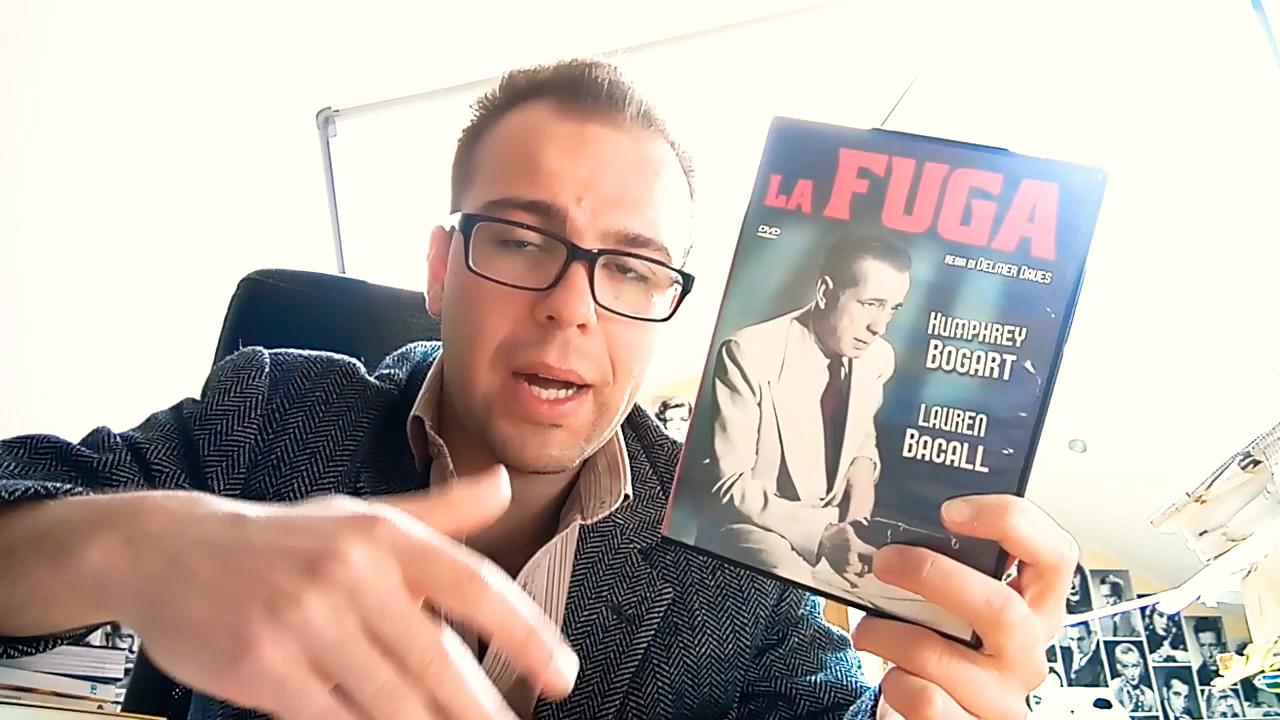 LA FUGA
DVD
REGIA DI DELMER DAVES
HUMPHREY
BOGART
LAUREN
BACALL